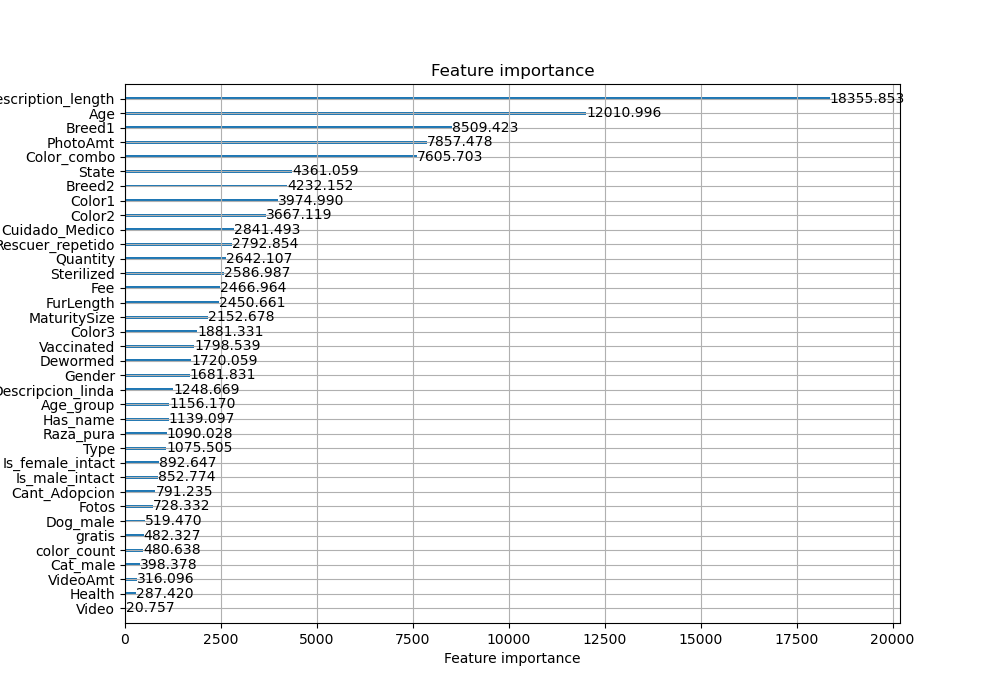 Feature importance
escription_length 18355.853
Age 12010.996
Breed1 8509.423
PhotoAmt 7857.478
Color_combo 7605.703
State 4361.059
Breed2 4232.152
Color1 3974.990
Color2 3667.119
Cuidado_Medico 2841.493
Rescuer_repetido 2792.854
Quantity 2642.107
Sterilized 2586.987
Fee 2466.964
FurLength 2450.661
MaturitySize 2152.678
Color3 1881.331
Vaccinated 1798.539
Dewormed 1720.059
Gender 1681.831
Descripcion_linda 1248.669
Age_group 1156.170
Has_name 1139.097
Raza_pura 1090.028
Type 1075.505
Is_female_intact 892.647
Is_male_intact 852.774
Cant_Adopcion 791.235
Fotos 728.332
Dog_male 519.470
gratis 482.327
color_count 480.638
Cat_male 398.378
VideoAmt 316.096
Health 287.420
Video 20.757
0 2500 5000 7500 10000 12500 15000 17500 20000
Feature importance